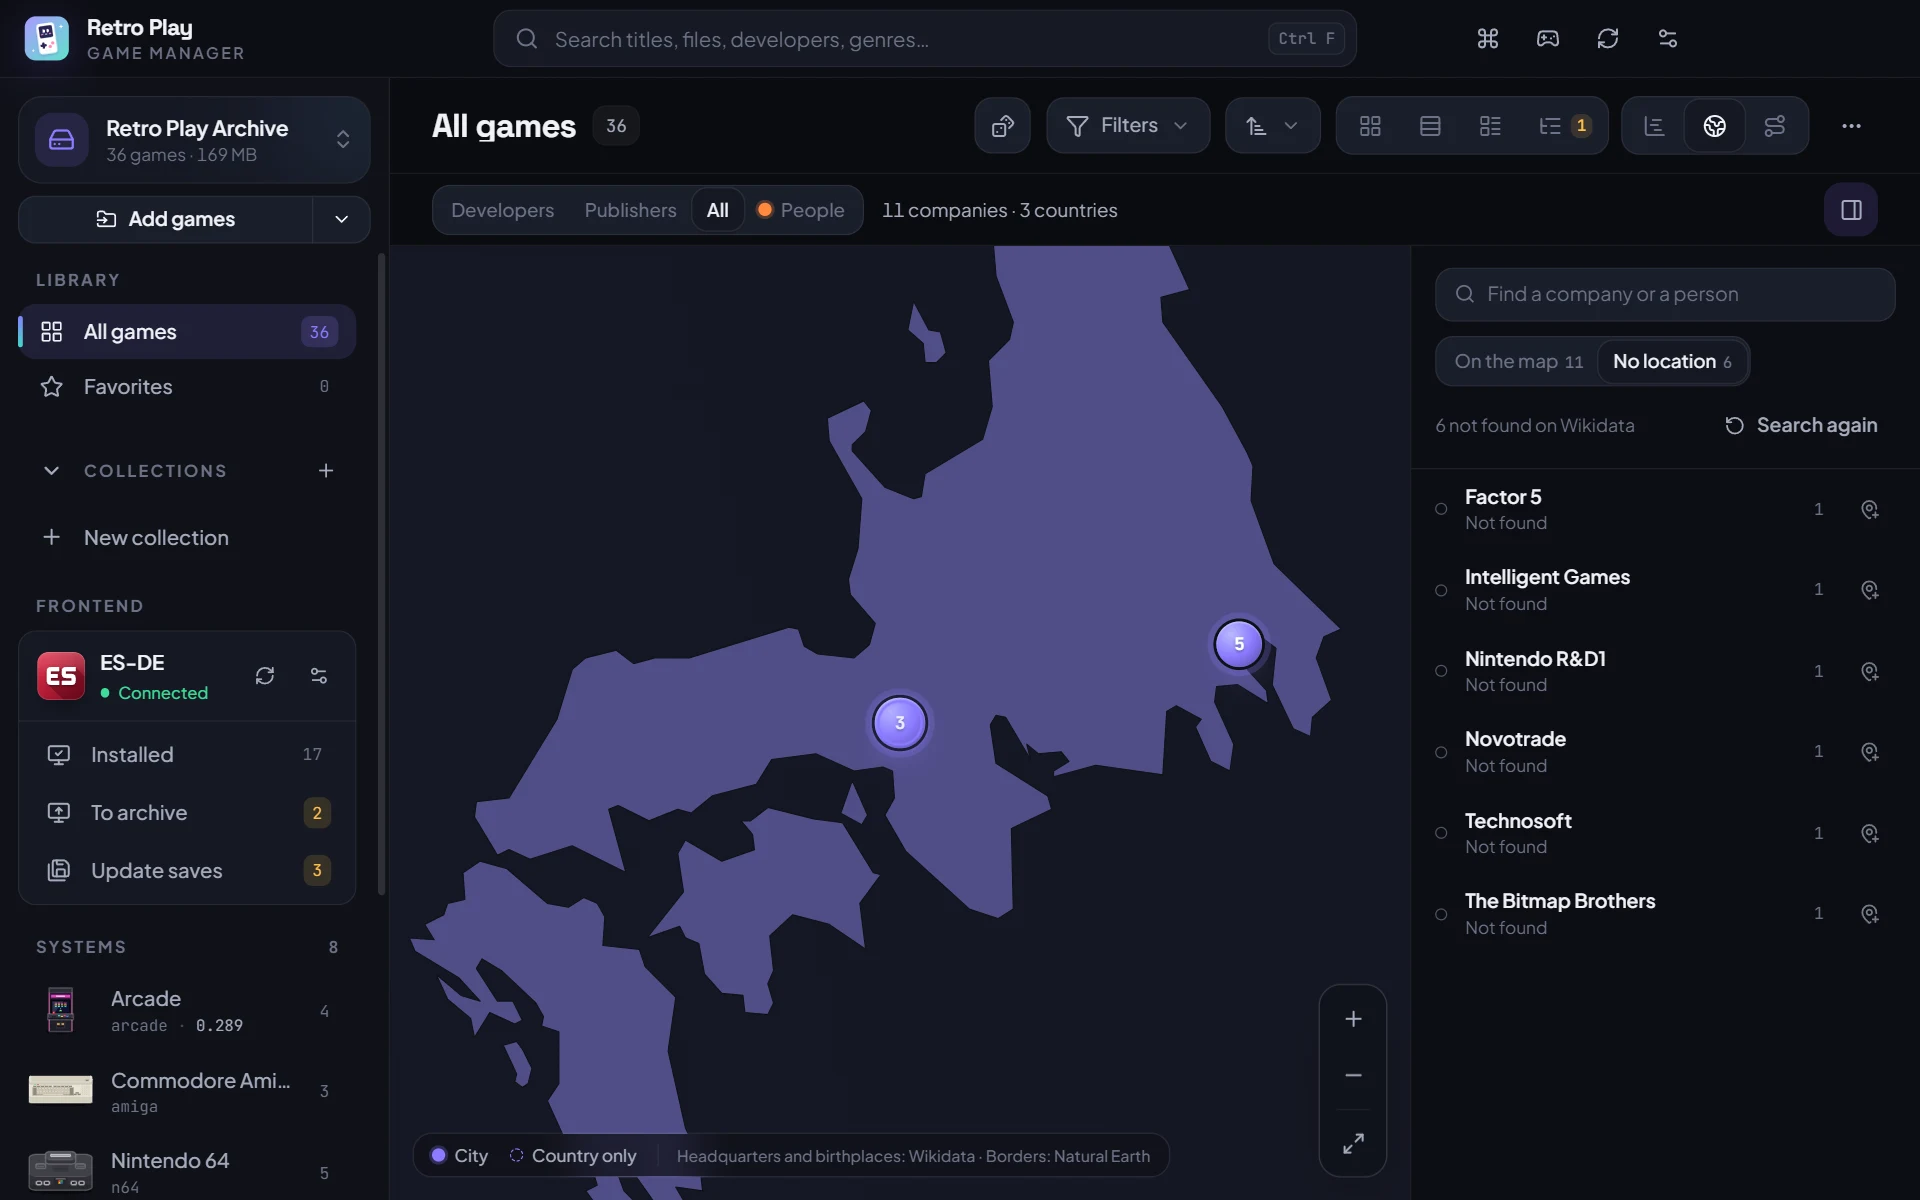 Retro Play
GAME MANAGER
Search titles, files, developers, genres...
Ctrl F
Retro Play Archive
36 games · 169 MB
Add games
LIBRARY
All games
36
Favorites
0
COLLECTIONS
New collection
FRONTEND
ES
ES-DE
Connected
Installed
17
To archive
2
Update saves
3
SYSTEMS
8
Arcade
arcade · 0.289
4
Commodore Ami...
amiga
3
Nintendo 64
n64
5
All games
36
Filters
1
Developers
Publishers
All
People
11 companies · 3 countries
5
3
City
Country only
Headquarters and birthplaces: Wikidata · Borders: Natural Earth
Find a company or a person
On the map 11
No location 6
6 not found on Wikidata
Search again
Factor 5
Not found
1
Intelligent Games
Not found
1
Nintendo R&D1
Not found
1
Novotrade
Not found
1
Technosoft
Not found
1
The Bitmap Brothers
Not found
1